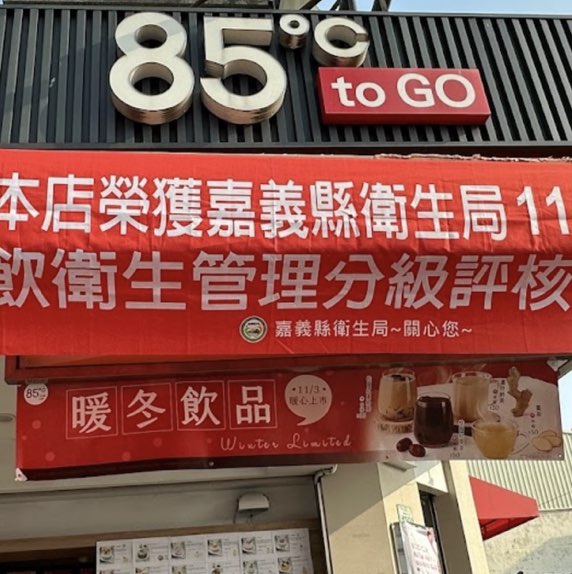 85°C
to GO
本店榮獲嘉義縣衛生局11
飲衛生管理分級評核
嘉義縣衛生局~關心您~
85°C
暖冬飲品
•11/3•
暖心上市
Winter Limited